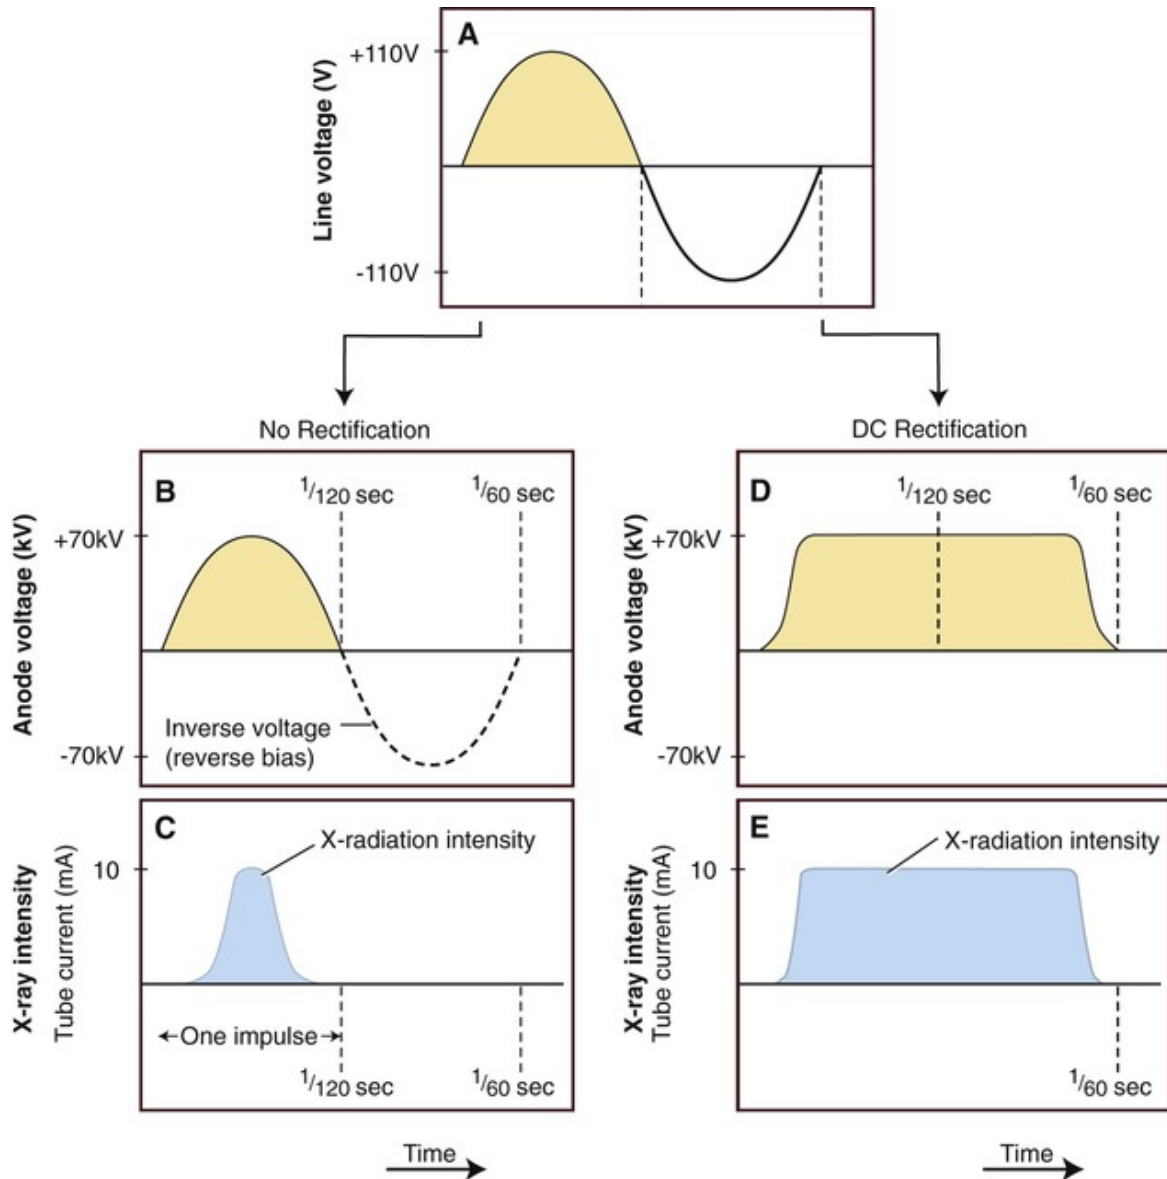 A
+110V
Line voltage (V)
-110V
No Rectification
B
1/120 sec
1/60 sec
+70kV
Anode voltage (kV)
Inverse voltage
(reverse bias)
-70kV
C
X-radiation intensity
10
X-ray intensity
Tube current (mA)
One impulse
1/120 sec
1/60 sec
Time
DC Rectification
D
1/120 sec
1/60 sec
+70kV
Anode voltage (kV)
-70kV
E
X-radiation intensity
10
X-ray intensity
Tube current (mA)
1/60 sec
Time